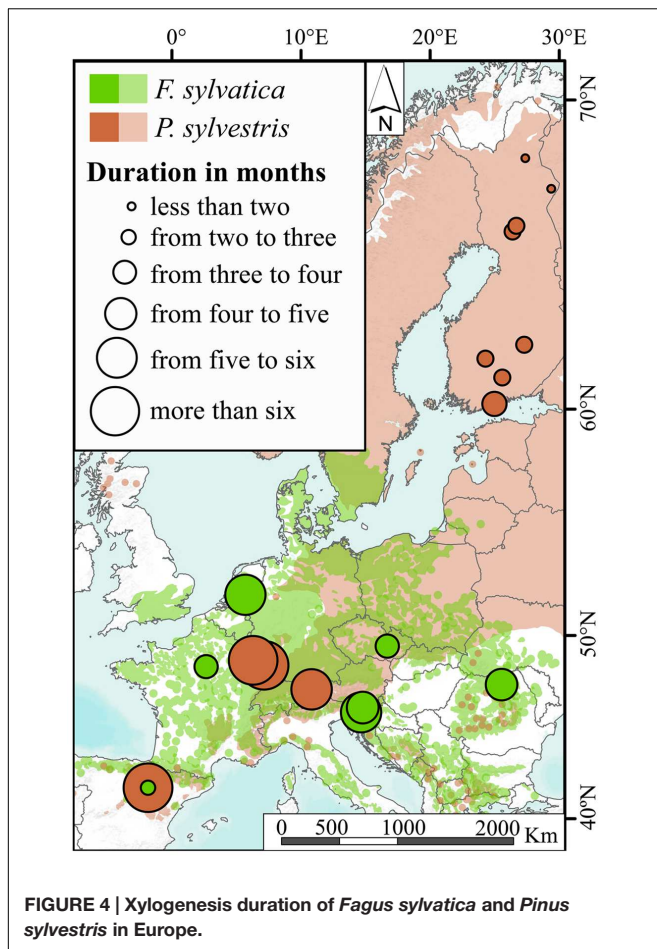 0° 10°E 20°E 30°E
F. sylvatica
P. sylvestris
N
Duration in months
less than two
from two to three
from three to four
from four to five
from five to six
more than six
70°N
60°N
50°N
40°N
0 500 1000 2000 Km
FIGURE 4 | Xylogenesis duration of Fagus sylvatica and Pinus
sylvestris in Europe.